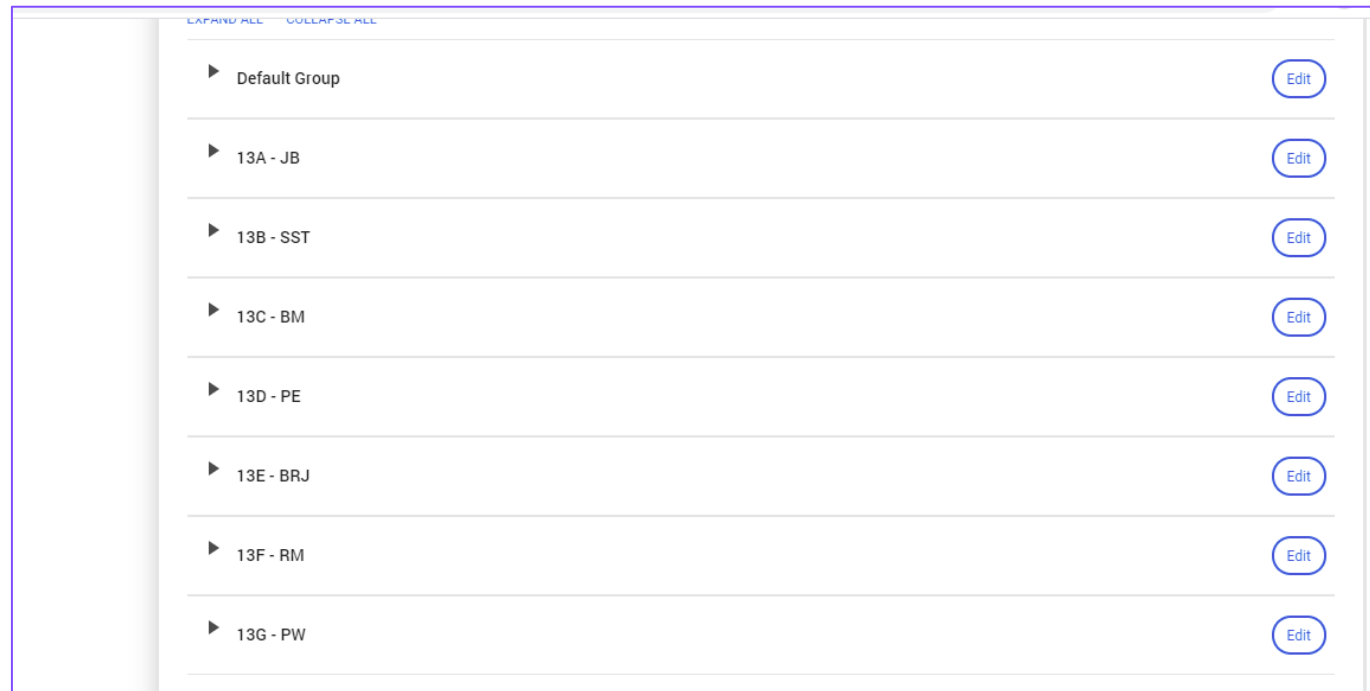 EXPAND ALL COLLAPSE ALL
Default Group Edit
13A - JB Edit
13B - SST Edit
13C - BM Edit
13D - PE Edit
13E - BRJ Edit
13F - RM Edit
13G - PW Edit